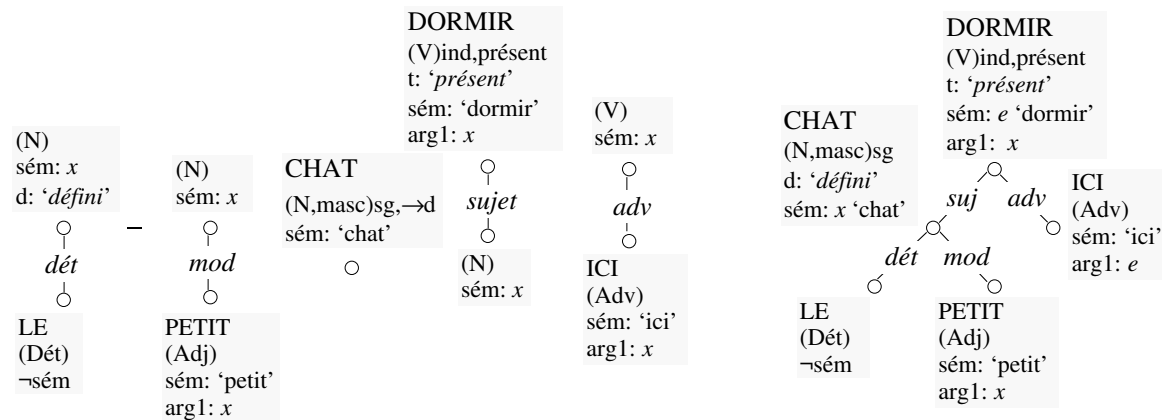 (N)
sém: x
d: ‘défini’
dét
LE
(Dét)
¬sém
–
(N)
sém: x
mod
PETIT
(Adj)
sém: ‘petit’
arg1: x
CHAT
(N,masc)sg,→d
sém: ‘chat’
DORMIR
(V)ind,présent
t: ‘présent’
sém: ‘dormir’
arg1: x
sujet
(N)
sém: x
(V)
sém: x
adv
ICI
(Adv)
sém: ‘ici’
arg1: x
DORMIR
(V)ind,présent
t: ‘présent’
sém: e ‘dormir’
arg1: x
CHAT
(N,masc)sg
d: ‘défini’
sém: x ‘chat’
suj
adv
ICI
(Adv)
sém: ‘ici’
arg1: e
dét
mod
LE
(Dét)
¬sém
PETIT
(Adj)
sém: ‘petit’
arg1: x